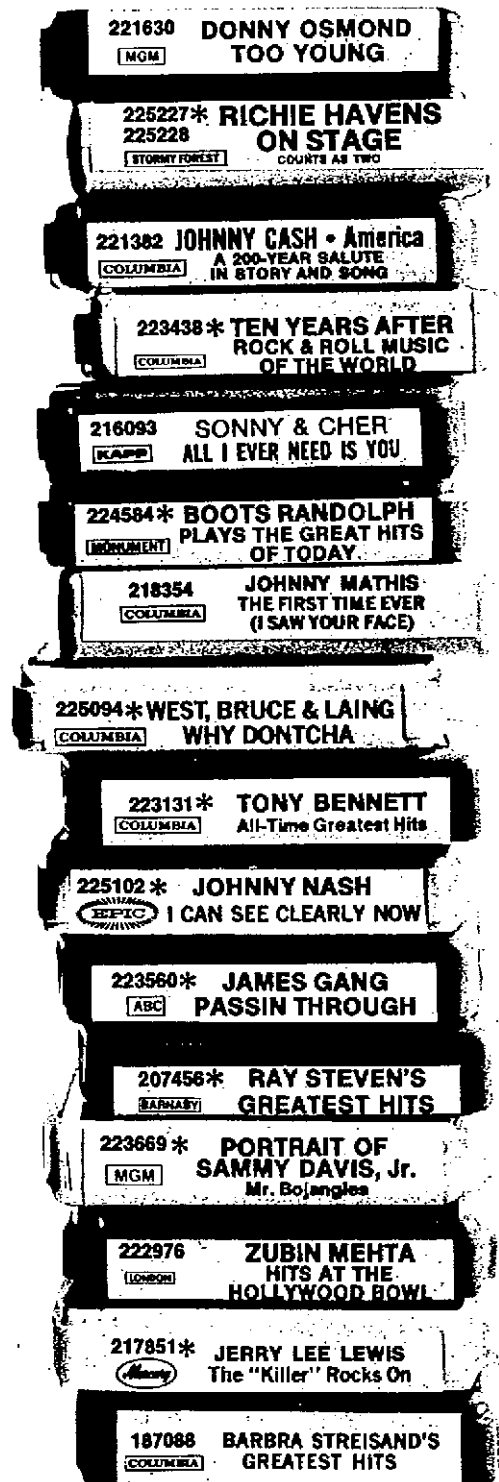 221630 DONNY OSMOND
MGM TOO YOUNG
225227* RICHIE HAVENS
225228 ON STAGE
STORMY FOREST COUNTS AS TWO
221382 JOHNNY CASH • America
COLUMBIA A 200-YEAR SALUTE
IN STORY AND SONG
223438* TEN YEARS AFTER
ROCK & ROLL MUSIC
COLUMBIA OF THE WORLD
216093 SONNY & CHER
KAPP ALL I EVER NEED IS YOU
224584* BOOTS RANDOLPH
MONUMENT PLAYS THE GREAT HITS
OF TODAY
218354 JOHNNY MATHIS
COLUMBIA THE FIRST TIME EVER
(I SAW YOUR FACE)
225094* WEST, BRUCE & LAING
COLUMBIA WHY DONTCHA
223131* TONY BENNETT
COLUMBIA All-Time Greatest Hits
225102* JOHNNY NASH
EPIC I CAN SEE CLEARLY NOW
223560* JAMES GANG
ABC PASSIN THROUGH
207456* RAY STEVEN'S
BARNABY GREATEST HITS
223669* PORTRAIT OF
MGM SAMMY DAVIS, Jr.
Mr. Bojangles
222976 ZUBIN MEHTA
LONDON HITS AT THE
HOLLYWOOD BOWL
217851* JERRY LEE LEWIS
Mercury The "Killer" Rocks On
187088 BARBRA STREISAND'S
COLUMBIA GREATEST HITS